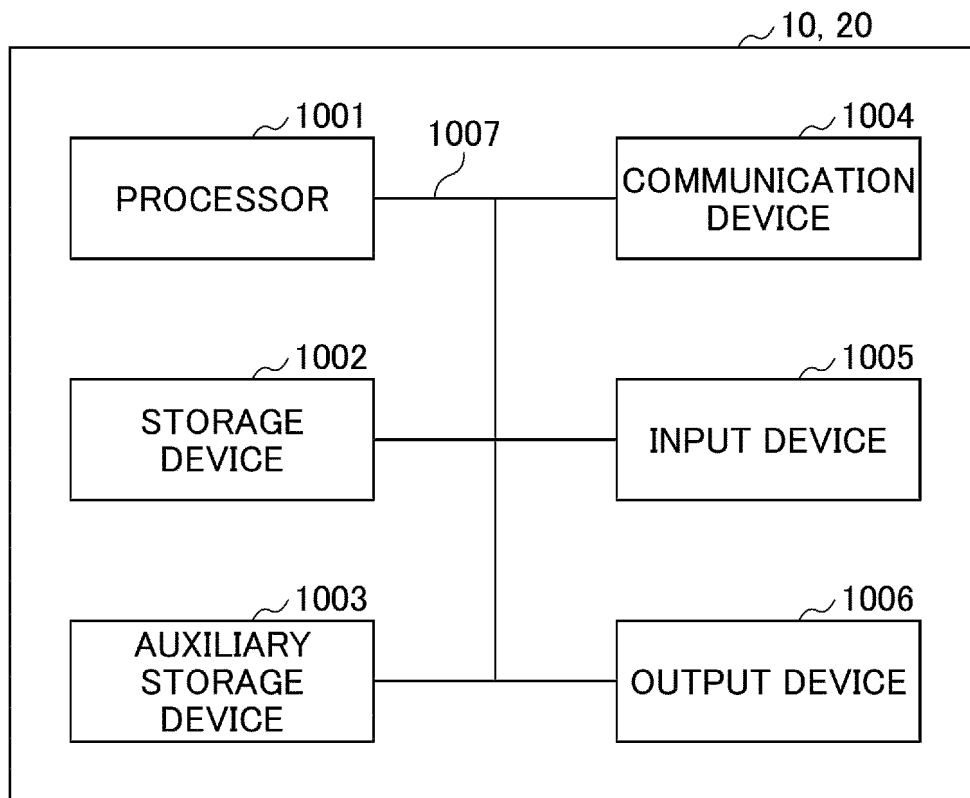 10, 20
1001
PROCESSOR
1007
1004
COMMUNICATION
DEVICE
1002
STORAGE
DEVICE
1005
INPUT DEVICE
1003
AUXILIARY
STORAGE
DEVICE
1006
OUTPUT DEVICE